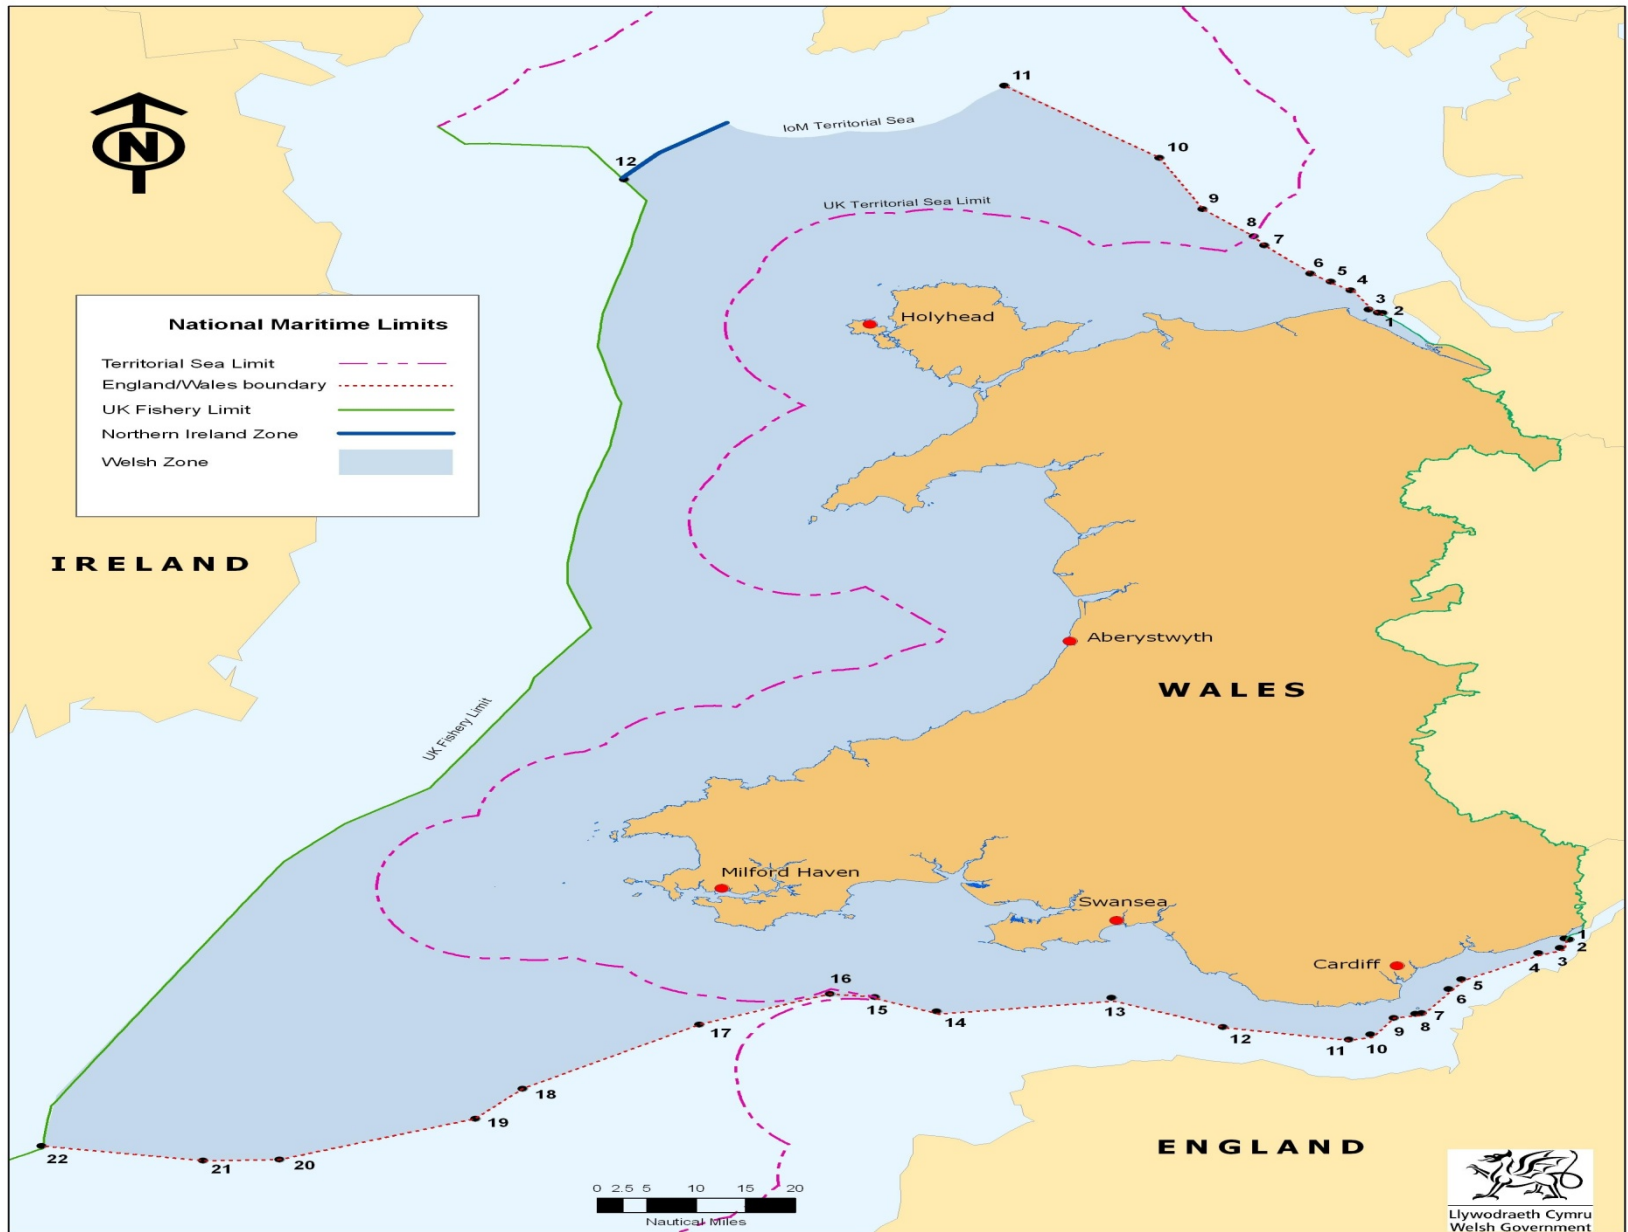 11
IoM Territorial Sea
10
12
9
UK Territorial Sea Limit
8
7
6
5
4
3
2
1
N
Holyhead
National Maritime Limits
Territorial Sea Limit
England/Wales boundary
UK Fishery Limit
Northern Ireland Zone
Welsh Zone
IRELAND
Aberystwyth
WALES
UK Fishery Limit
Milford Haven
Swansea
Cardiff
1
2
3
4
5
6
7
8
9
10
11
12
13
14
15
16
17
18
19
20
21
22
ENGLAND
0 2.5 5 10 15 20
Nautical Miles
Llywodraeth Cymru
Welsh Government